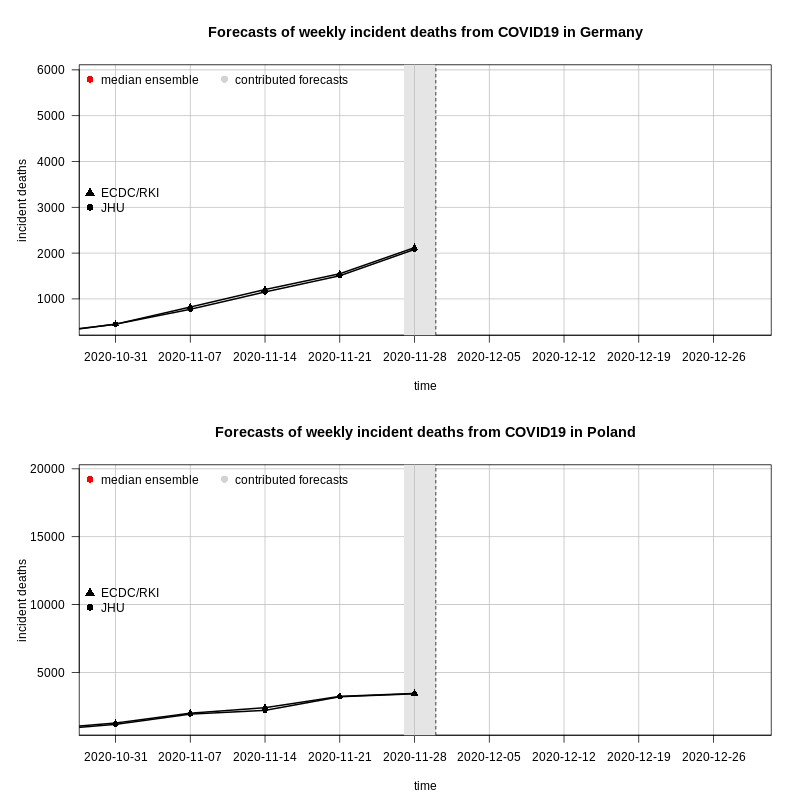 Forecasts of weekly incident deaths from COVID19 in Germany
6000
median ensemble contributed forecasts
5000
4000
ECDC/RKI
3000
JHU
2000
1000
incident deaths
2020-10-31 2020-11-07 2020-11-14 2020-11-21 2020-11-28 2020-12-05 2020-12-12 2020-12-19 2020-12-26
time
Forecasts of weekly incident deaths from COVID19 in Poland
20000
median ensemble contributed forecasts
15000
ECDC/RKI
10000
JHU
5000
incident deaths
2020-10-31 2020-11-07 2020-11-14 2020-11-21 2020-11-28 2020-12-05 2020-12-12 2020-12-19 2020-12-26
time